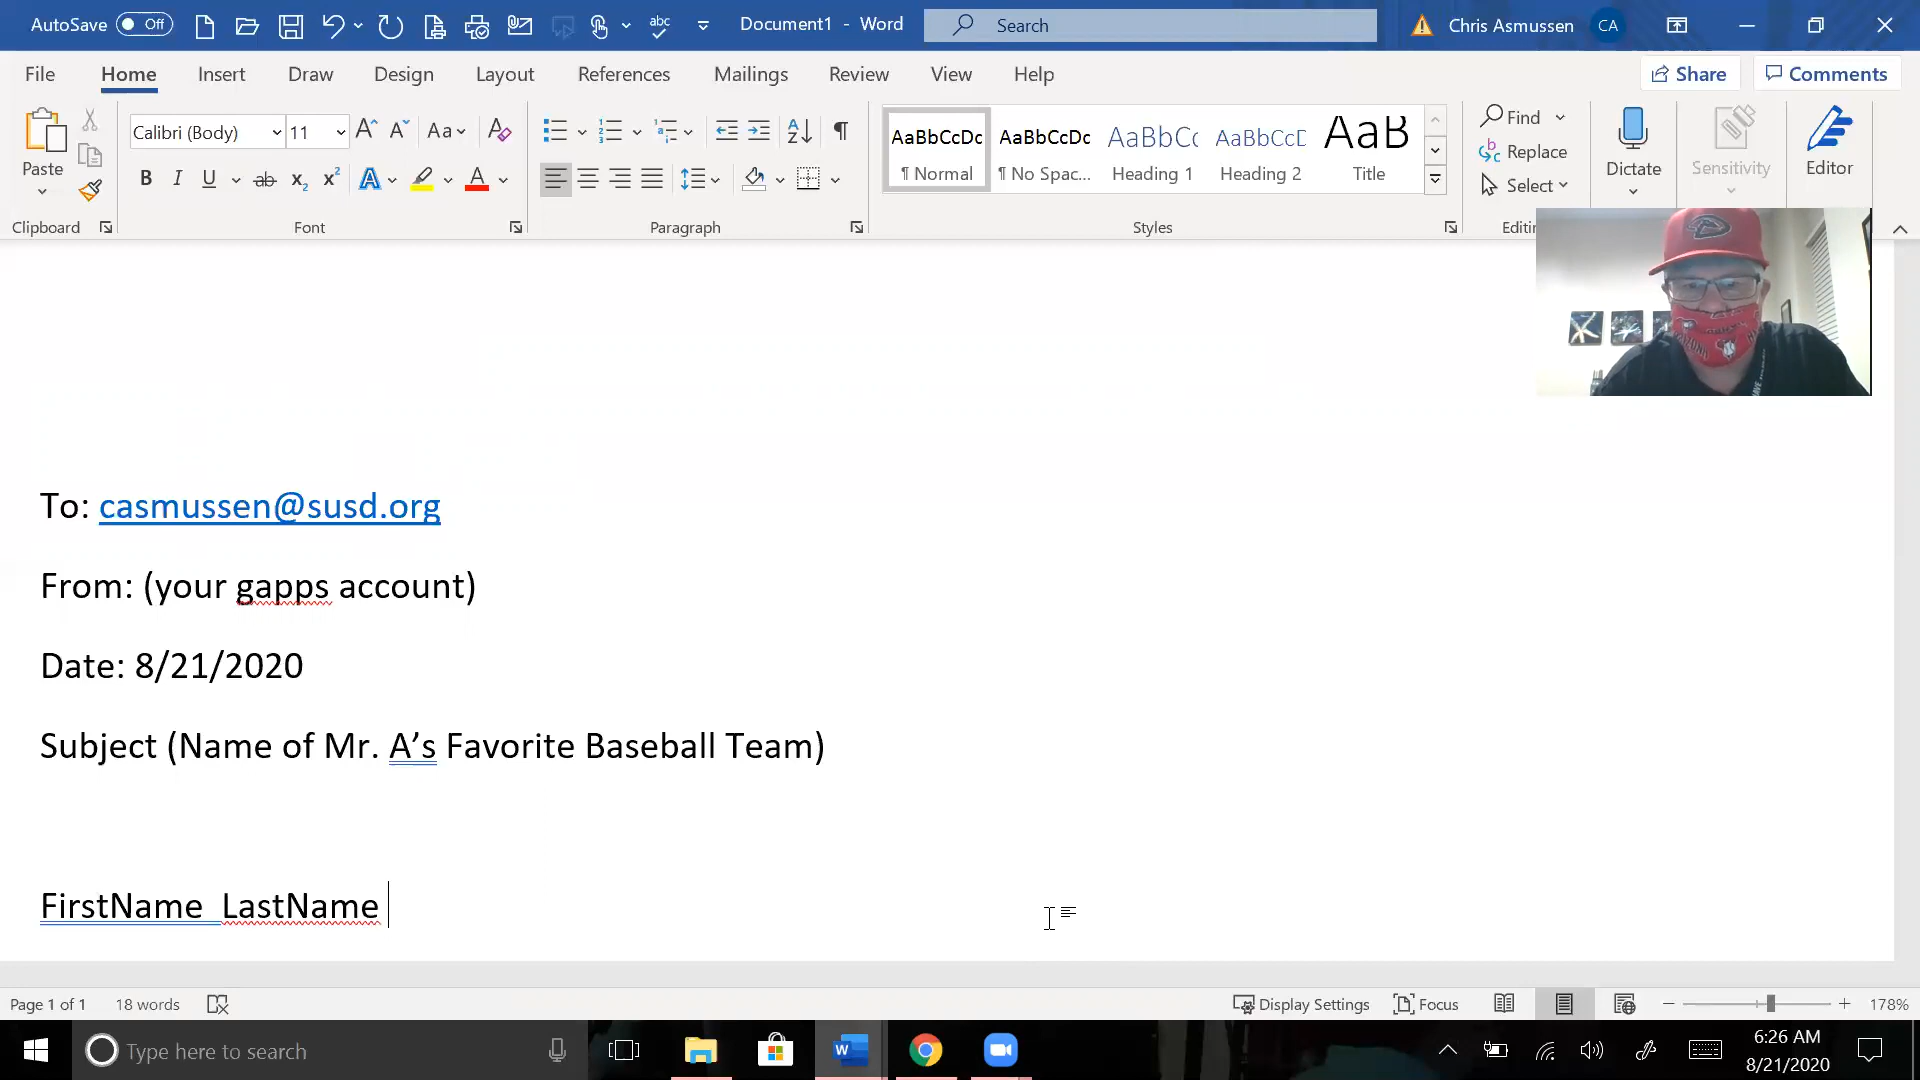 AutoSave Off abc Document1 - Word Search Chris Asmussen CA
File Home Insert Draw Design Layout References Mailings Review View Help Share Comments
Paste Calibri (Body) 11 Aa AaBbCcDc AaBbCcDc AaBbCc AaBbCcD AaB Find Replace Select Dictate Sensitivity Editor
B I U ab x₂ x² A A ¶ Normal ¶ No Spac... Heading 1 Heading 2 Title
Clipboard Font Paragraph Styles
To: casmussen@susd.org
From: (your gapps account)
Date: 8/21/2020
Subject (Name of Mr. A’s Favorite Baseball Team)
FirstName  LastName
Page 1 of 1 18 words Display Settings Focus 178%
Type here to search 6:26 AM
8/21/2020